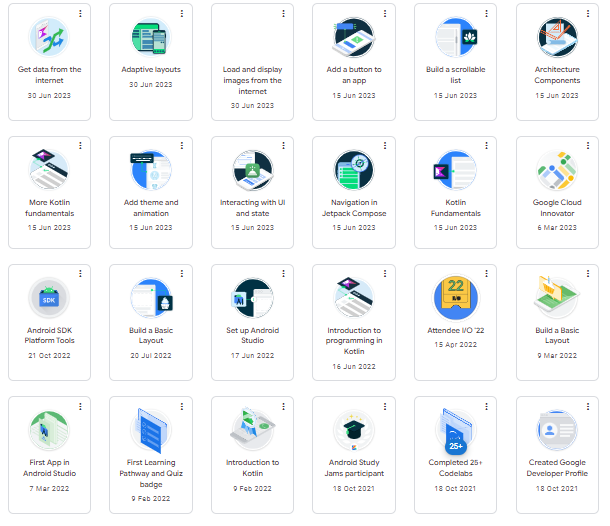 Get data from the
internet
30 Jun 2023
Adaptive layouts
30 Jun 2023
Load and display
images from the
internet
30 Jun 2023
Add a button to
an app
15 Jun 2023
Build a scrollable
list
15 Jun 2023
Architecture
Components
15 Jun 2023
More Kotlin
fundamentals
15 Jun 2023
Add theme and
animation
15 Jun 2023
Interacting with UI
and state
15 Jun 2023
Navigation in
Jetpack Compose
15 Jun 2023
Kotlin
Fundamentals
15 Jun 2023
Google Cloud
Innovator
6 Mar 2023
SDK
Android SDK
Platform Tools
21 Oct 2022
Build a Basic
Layout
20 Jul 2022
Set up Android
Studio
17 Jun 2022
Introduction to
programming in
Kotlin
16 Jun 2022
22
I/O
Attendee I/O '22
15 Apr 2022
Build a Basic
Layout
9 Mar 2022
First App in
Android Studio
7 Mar 2022
First Learning
Pathway and Quiz
badge
9 Feb 2022
Introduction to
Kotlin
9 Feb 2022
Android Study
Jams participant
18 Oct 2021
25+
Completed 25+
Codelabs
18 Oct 2021
Created Google
Developer Profile
18 Oct 2021